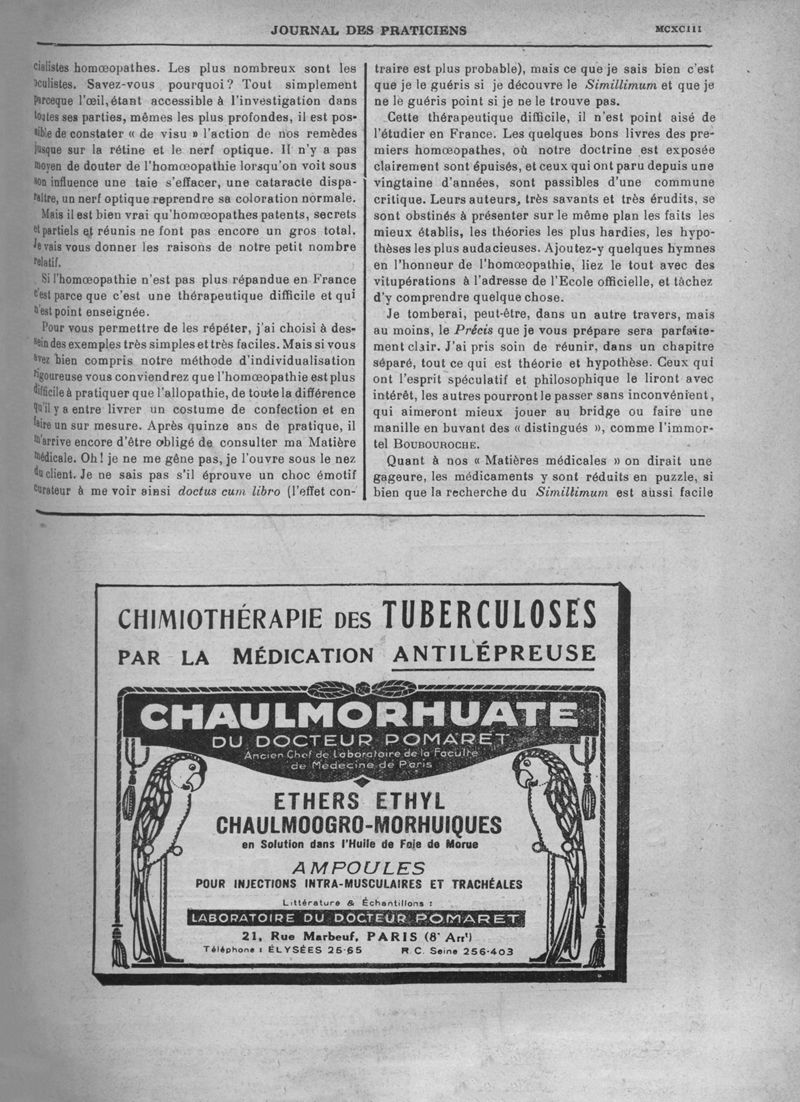 JOURNAL DES PRATICIENS
MCXCIII
cialistes homœopathes. Les plus nombreux sont les
oculistes. Savez-vous pourquoi? Tout simplement
parceque l'œil, étant accessible à l'investigation dans
toutes ses parties, mêmes les plus profondes, il est pos-
sible de constater « de visu » l'action de nos remèdes
jusque sur la rétine et le nerf optique. Il n'y a pas
moyen de douter de l'homœopathie lorsqu'on voit sous
son influence une taie s'effacer, une cataracte dispa-
raître, un nerf optique reprendre sa coloration normale.
Mais il est bien vrai qu'homœopathes patents, secrets
et partiels et réunis ne font pas encore un gros total.
Je vais vous donner les raisons de notre petit nombre
relatif.
Si l'homœopathie n'est pas plus répandue en France
c'est parce que c'est une thérapeutique difficile et qui
n'est point enseignée.
Pour vous permettre de les répéter, j'ai choisi à des-
sein des exemples très simples et très faciles. Mais si vous
avez bien compris notre méthode d'individualisation
rigoureuse vous conviendrez que l'homœopathie est plus
difficile à pratiquer que l'allopathie, de toute la différence
qu'il y a entre livrer un costume de confection et en
faire un sur mesure. Après quinze ans de pratique, il
m'arrive encore d'être obligé de consulter ma Matière
médicale. Oh! je ne me gêne pas, je l'ouvre sous le nez
du client. Je ne sais pas s'il éprouve un choc émotif
curateur à me voir ainsi doctus cum libro (l'effet con-
traire est plus probable), mais ce que je sais bien c'est
que je le guéris si je découvre le Simillimum et que je
ne le guéris point si je ne le trouve pas.
Cette thérapeutique difficile, il n'est point aisé de
l'étudier en France. Les quelques bons livres des pre-
miers homœopathes, où notre doctrine est exposée
clairement sont épuisés, et ceux qui ont paru depuis une
vingtaine d'années, sont passibles d'une commune
critique. Leurs auteurs, très savants et très érudits, se
sont obstinés à présenter sur le même plan les faits les
mieux établis, les théories les plus hardies, les hypo-
thèses les plus audacieuses. Ajoutez-y quelques hymnes
en l'honneur de l'homœopathie, liez le tout avec des
vitupérations à l'adresse de l'Ecole officielle, et tâchez
d'y comprendre quelque chose.
Je tomberai, peut-être, dans un autre travers, mais
au moins, le Précis que je vous prépare sera parfaite-
ment clair. J'ai pris soin de réunir, dans un chapitre
séparé, tout ce qui est théorie et hypothèse. Ceux qui
ont l'esprit spéculatif et philosophique le liront avec
intérêt, les autres pourront le passer sans inconvénient,
qui aimeront mieux jouer au bridge ou faire une
manille en buvant des « distingués », comme l'immor-
tel BOUBOUROCHE.
Quant à nos « Matières médicales » on dirait une
gageure, les médicaments y sont réduits en puzzle, si
bien que la recherche du Simillimum est aussi facile
CHIMIOTHÉRAPIE DES TUBERCULOSES
PAR LA MÉDICATION ANTILÉPREUSE
CHAULMORHUATE
DU DOCTEUR POMARET
Ancien Chef de Laboratoire de la Faculté
de Médecine de Paris
ETHERS ETHYL
CHAULMOOGRO-MORHUIQUES
en Solution dans l'Huile de Foie de Morue
AMPOULES
POUR INJECTIONS INTRA-MUSCULAIRES ET TRACHÉALES
Littérature & Échantillons :
LABORATOIRE DU DOCTEUR POMARET
21, Rue Marbeuf, PARIS (8e Arrt)
Téléphone : ÉLYSÉES 25-65 R.C. Seine 256-403